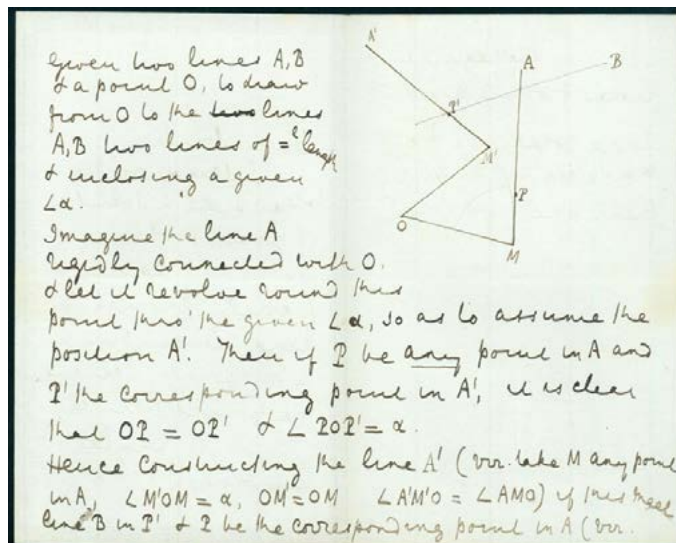 Given two lines A, B
& a point O, to draw
from O to the two lines
A, B two lines of =l length
& inclosing a given
∠α.
Imagine the line A
rigidly connected with O.
& let it revolve round this
point thro' the given ∠α, so as to assume the
position A'. Then if P be any point in A and
P' the corresponding point in A', it is clear
that OP = OP' & ∠POP' = α.
Hence constructing the line A' (viz. take M any point
in A, ∠M'OM = α, OM' = OM ∠A'M'O = ∠AMO) if this meet
line B in P' & P be the corresponding point in A (viz.
A'
A
B
P'
M'
P
O
M